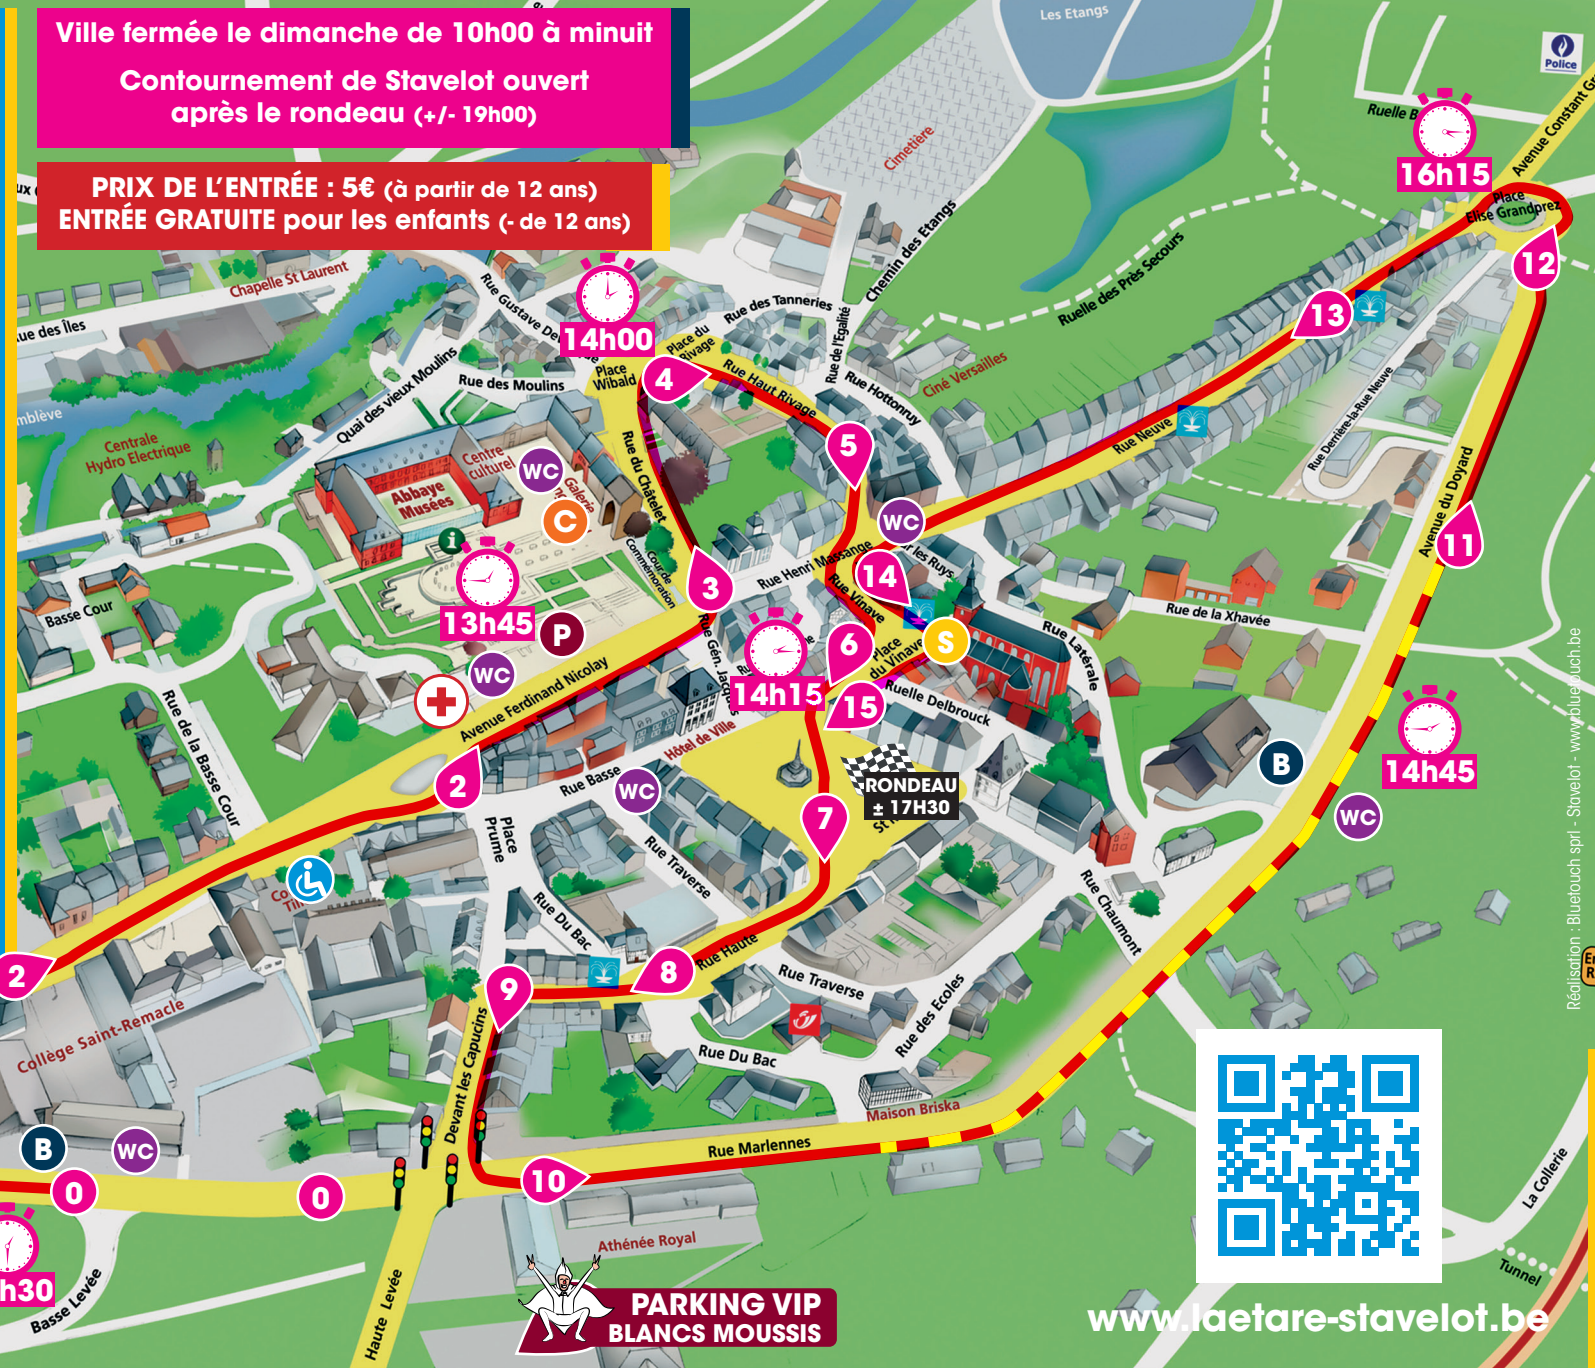 Ville fermée le dimanche de 10h00 à minuit
Contournement de Stavelot ouvert
après le rondeau (+/- 19h00)
PRIX DE L'ENTRÉE : 5€ (à partir de 12 ans)
ENTRÉE GRATUITE pour les enfants (- de 12 ans)
Les Etangs
Police
Avenue Constant
16h15
Place
Elise Grandprez
12
Cimetière
Chemin des Etangs
Ruelle des Près Secours
Chapelle St Laurent
Rue Gustave
14h00
Rue des Tanneries
Rue de l'Egalité
Place du
Rivage
Place
Wibald
4
Rue Haut Rivage
Rue Hottonruy
Ciné Versailles
13
Rue Neuve
Rue Derrière-la-Rue Neuve
Avenue du Doyard
11
Quai des vieux Moulins
Rue des Moulins
Centrale
Hydro Electrique
Abbaye
Musées
Centre
culturel
WC
Galerie
C
i
Rue du Châtelet
Cour de
Commémoration
5
WC
Rue Henri Massange
14
Rue Vinave
3
13h45
P
WC
Avenue Ferdinand Nicolay
Basse Cour
Rue de la Basse Cour
14h15
6
Place
du Vinave
S
15
Ruelle Delbrouck
Rue Latérale
Rue de la Xhavée
Hôtel de Ville
2
Rue Basse
WC
RONDEAU
± 17H30
7
B
14h45
WC
Place
Prume
Rue Traverse
Rue Du Bac
Rue Chaumont
2
Collège Saint-Remacle
9
8
Rue Haute
Rue Traverse
Rue des Ecoles
Rue Du Bac
Maison Briska
Devant les Capucins
Rue Marlennes
B
WC
0
0
10
Athénée Royal
Basse Levée
Haute Levée
PARKING VIP
BLANCS MOUSSIS
La Collerie
Tunnel
www.laetare-stavelot.be
Réalisation : Bluetouch sprl - Stavelot - www.bluetouch.be